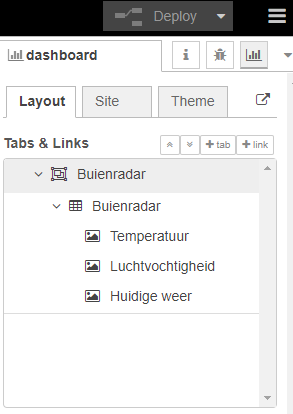 Deploy
dashboard
i
Layout Site Theme
Tabs & Links
+ tab + link
Buienradar
Buienradar
Temperatuur
Luchtvochtigheid
Huidige weer